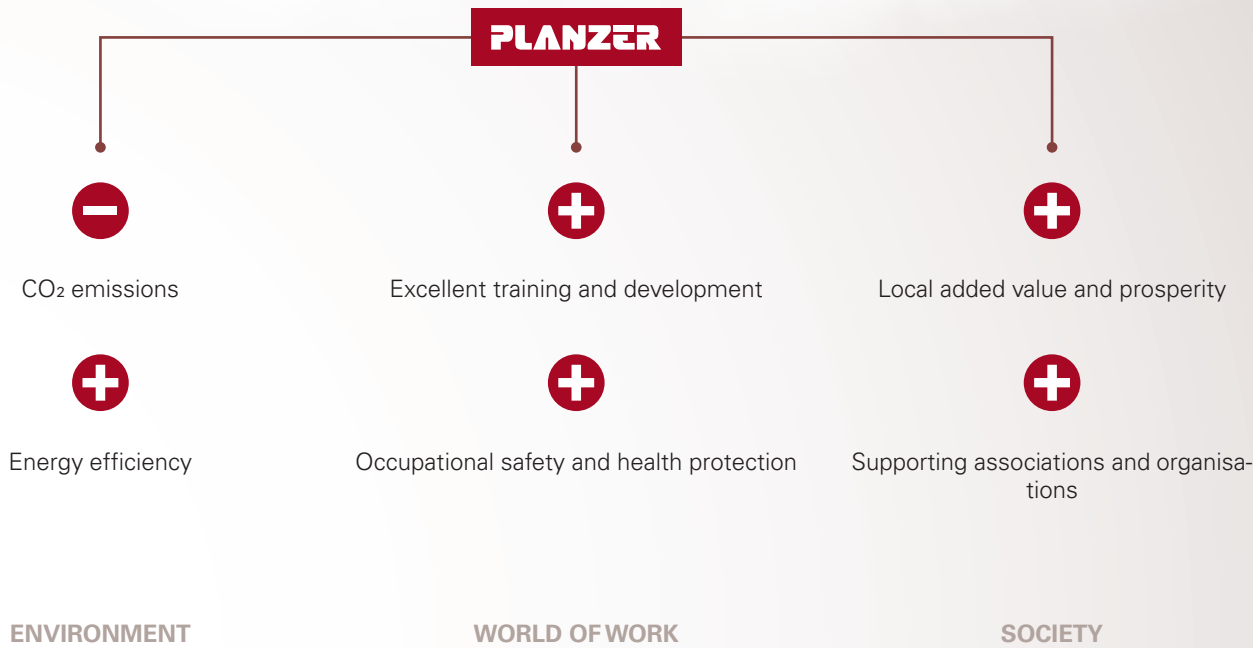 PLANZER
CO₂ emissions
Excellent training and development
Local added value and prosperity
Energy efficiency
Occupational safety and health protection
Supporting associations and organisa-
tions
ENVIRONMENT
WORLD OF WORK
SOCIETY